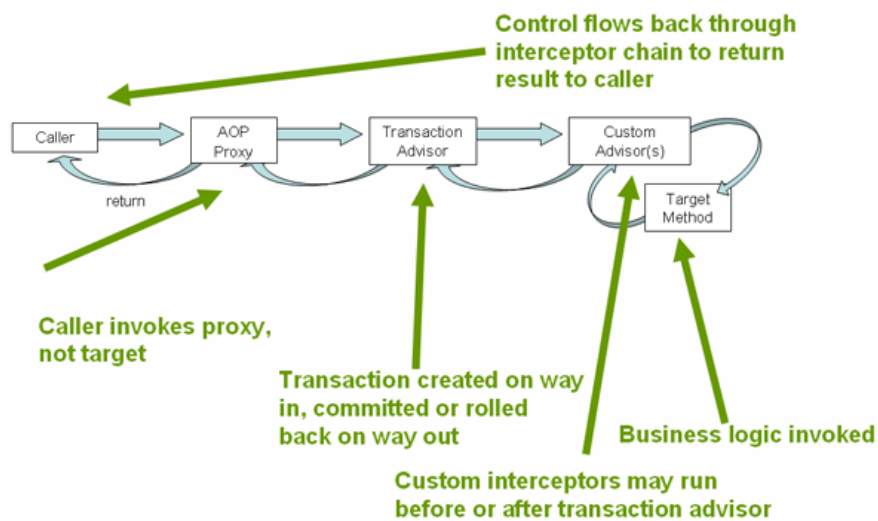 Control flows back through
interceptor chain to return
result to caller
Caller
AOP
Proxy
Transaction
Advisor
Custom
Advisor(s)
return
Target
Method
Caller invokes proxy,
not target
Transaction created on way
in, committed or rolled
back on way out
Business logic invoked
Custom interceptors may run
before or after transaction advisor